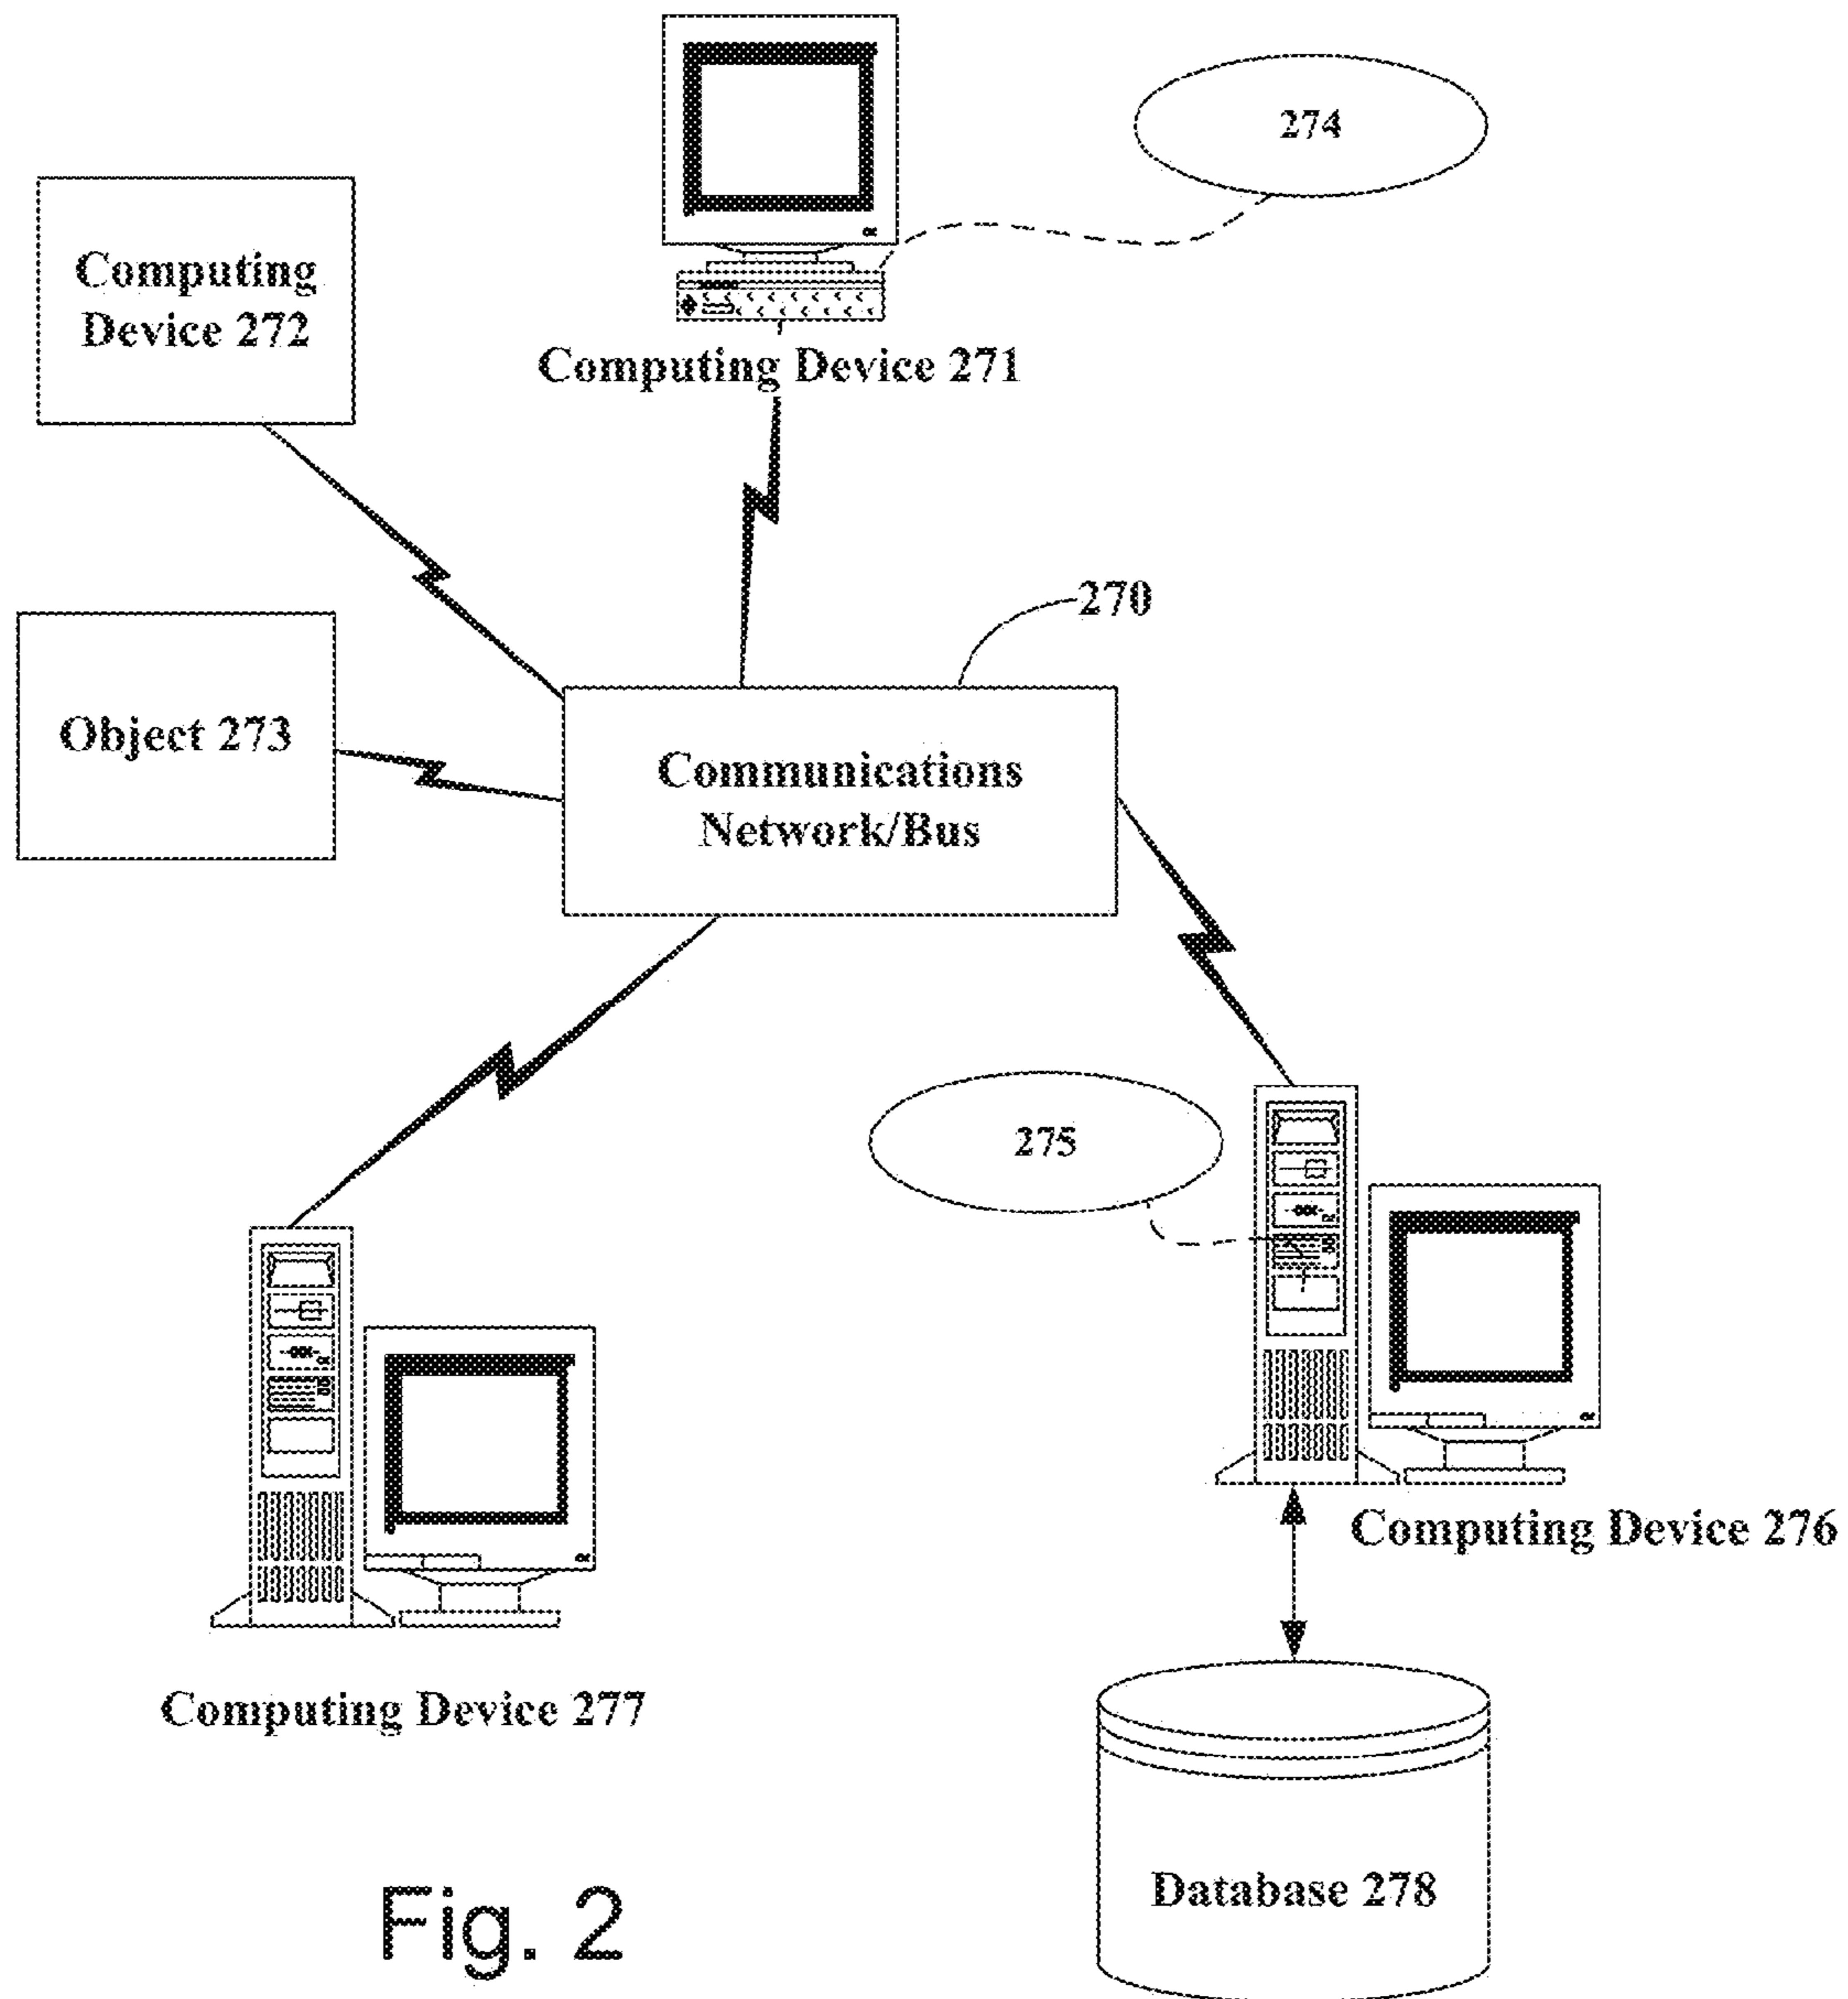 274
Computing
Device 272
Computing Device 271
270
Object 273
Communications
Network/Bus
275
Computing Device 276
Computing Device 277
Database 278
Fig. 2